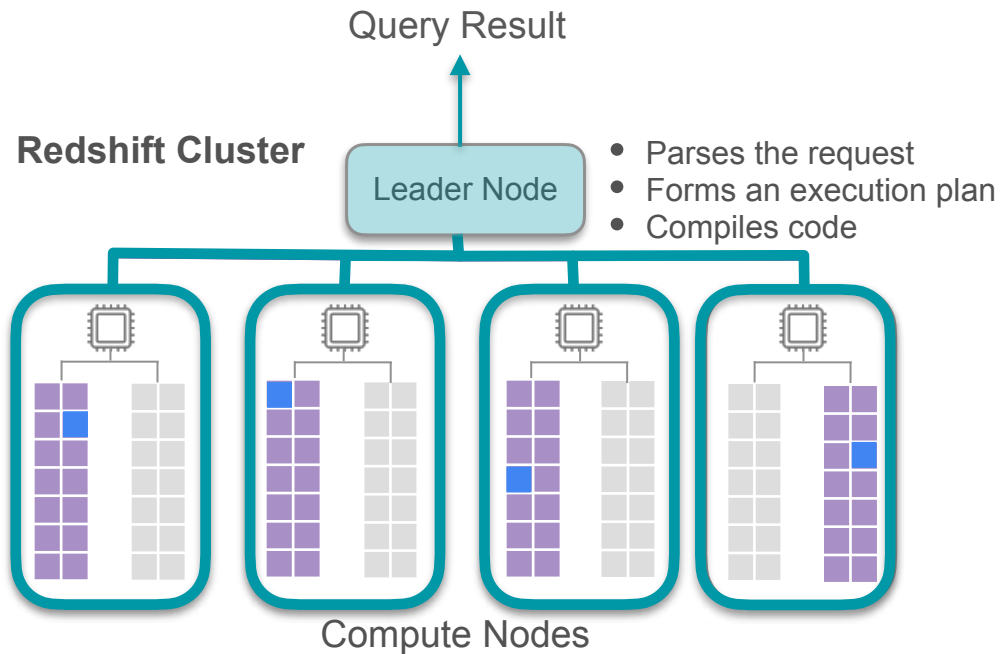 Query Result
Redshift Cluster
Leader Node
• Parses the request
• Forms an execution plan
• Compiles code
Compute Nodes